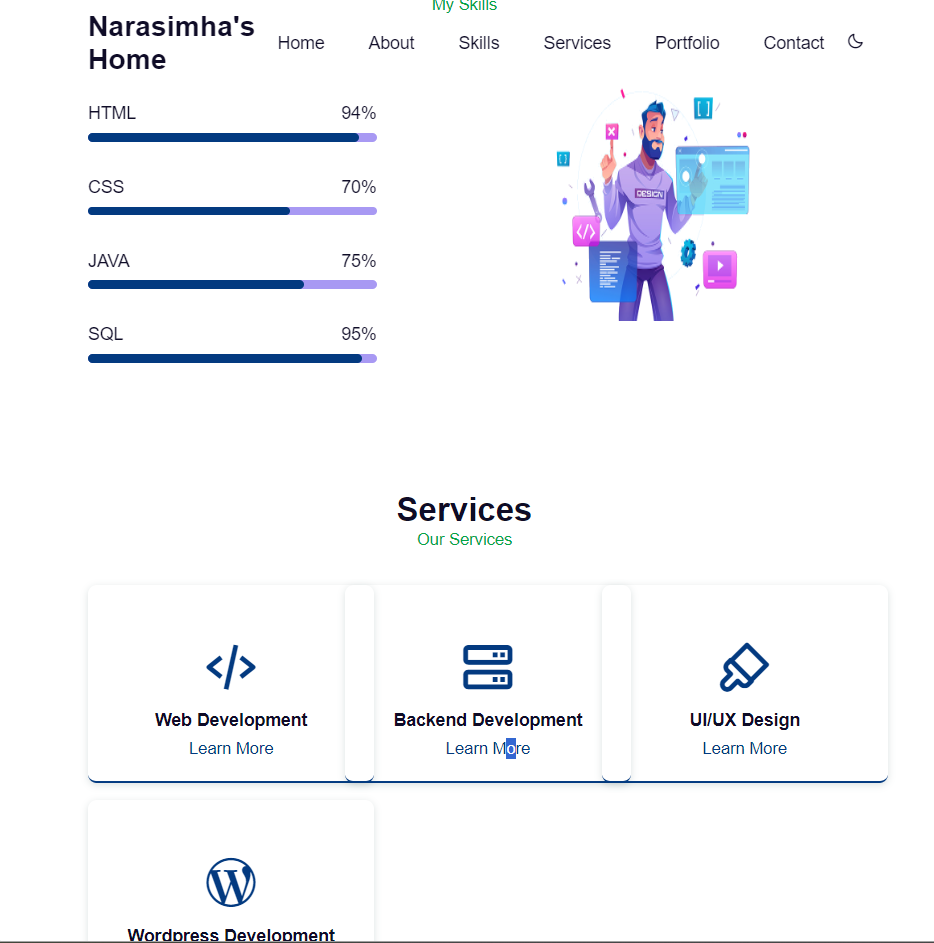 My Skills
Narasimha's
Home
Home About Skills Services Portfolio Contact
HTML 94%
CSS 70%
JAVA 75%
SQL 95%
DESIGN
Services
Our Services
Web Development Backend Development UI/UX Design
Learn More Learn More Learn More
Wordpress Development